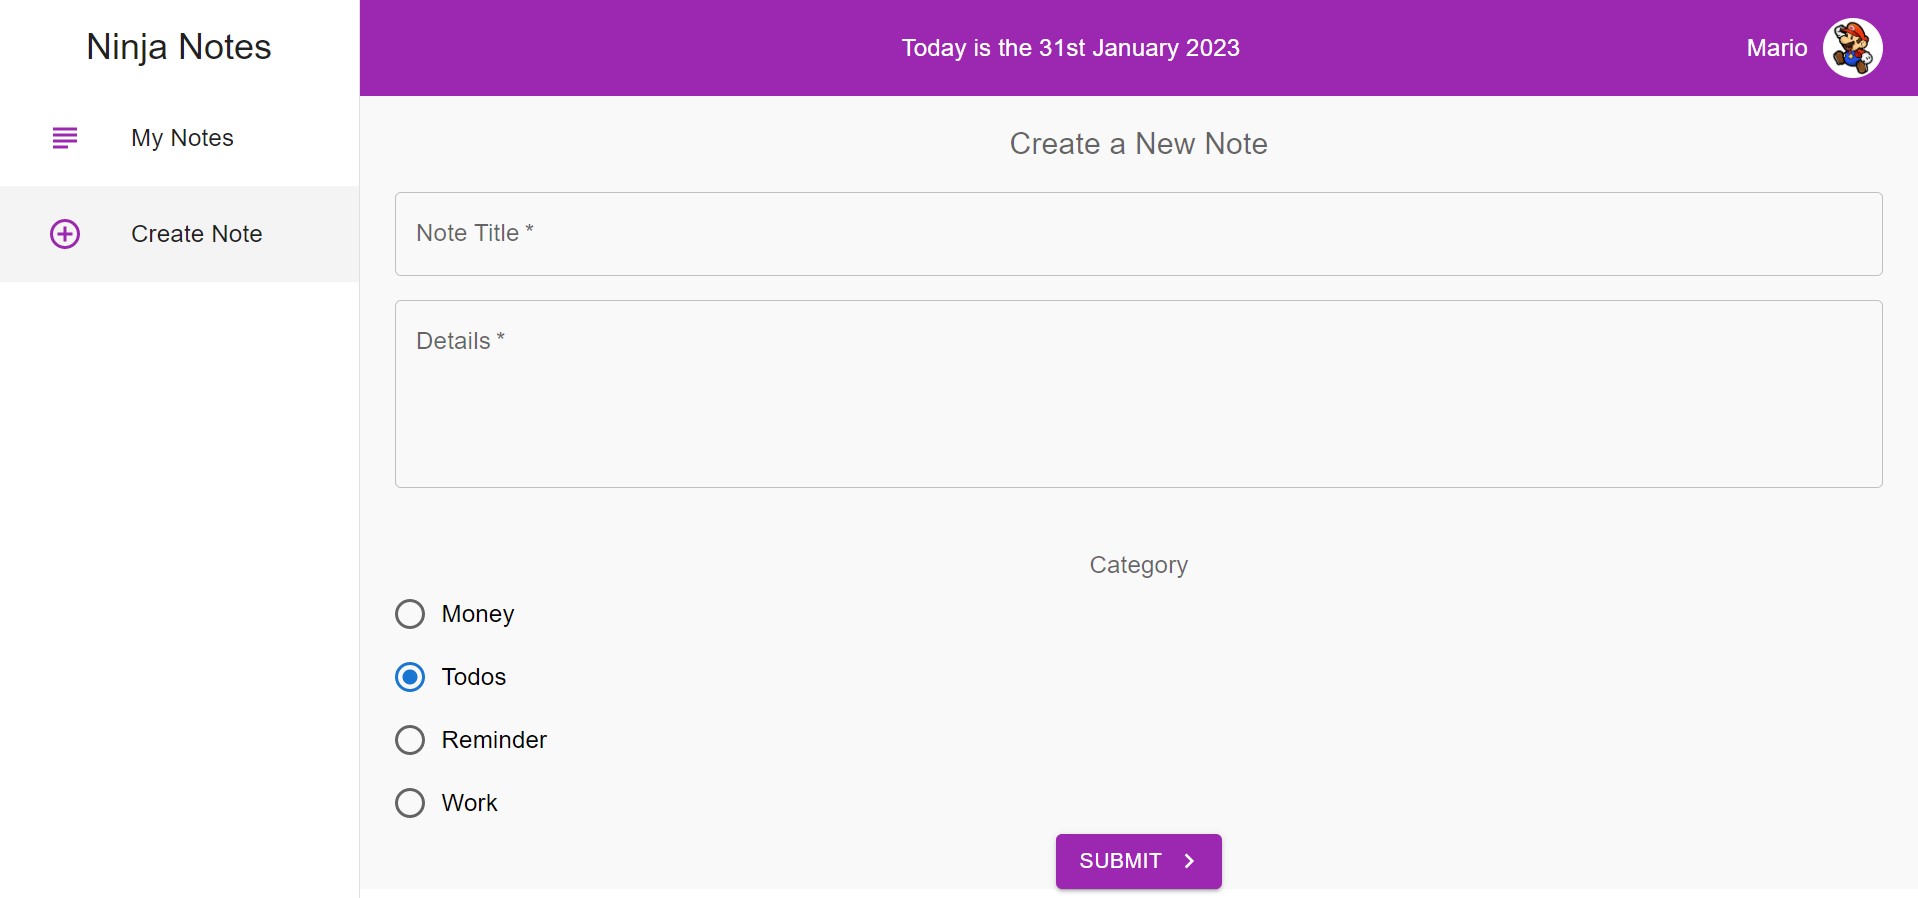 Ninja Notes
My Notes
Create Note
Today is the 31st January 2023
Mario
Create a New Note
Note Title *
Details *
Category
Money
Todos
Reminder
Work
SUBMIT